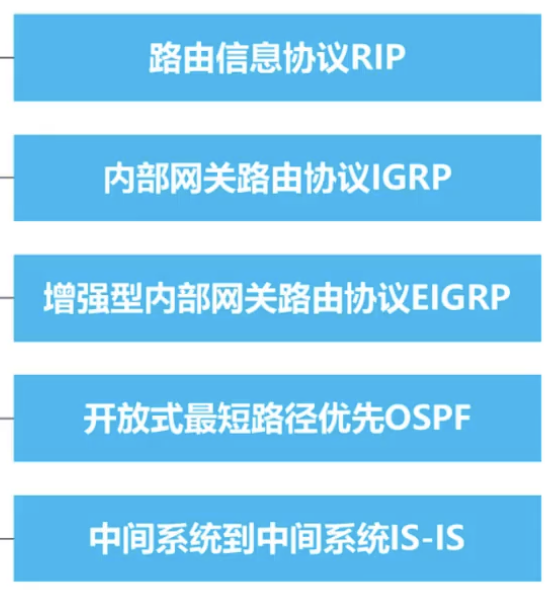 路由信息协议RIP
内部网关路由协议IGRP
增强型内部网关路由协议EIGRP
开放式最短路径优先OSPF
中间系统到中间系统IS-IS